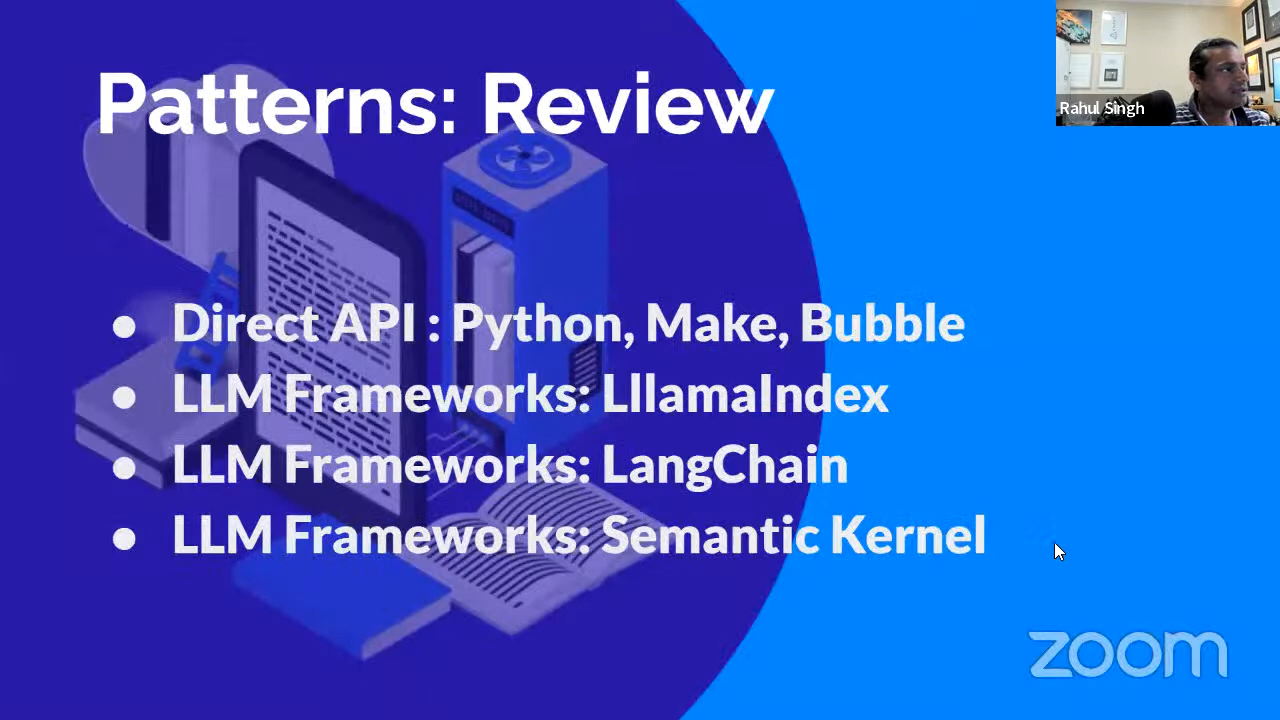 Patterns: Review
Rahul Singh
● Direct API : Python, Make, Bubble
● LLM Frameworks: LlllamaIndex
● LLM Frameworks: LangChain
● LLM Frameworks: Semantic Kernel
zoom